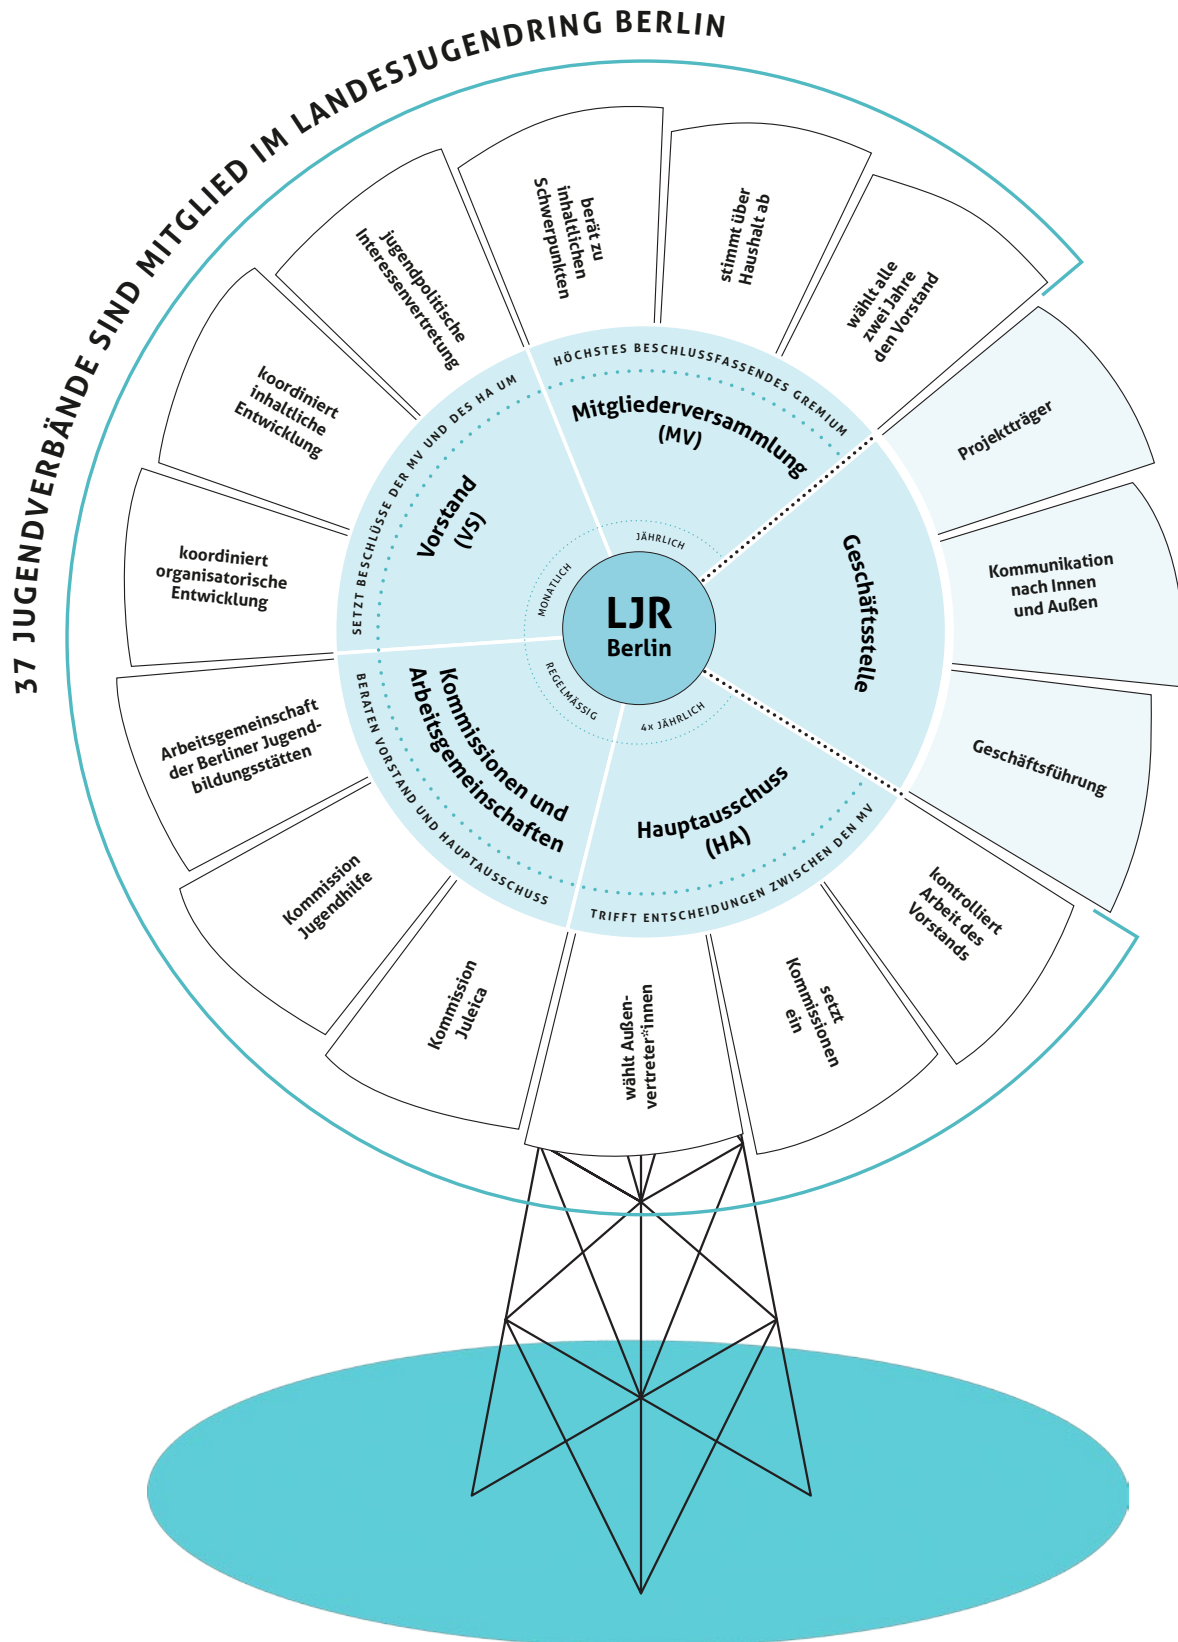 37 JUGENDVERBÄNDE SIND MITGLIED IM LANDESJUGENDRING BERLIN
berät zu
inhaltlichen
Schwerpunkten
stimmt über
Haushalt ab
wählt alle
zwei Jahre
den Vorstand
HÖCHSTES BESCHLUSSFASSENDES GREMIUM
Mitgliederversammlung
(MV)
JÄHRLICH
Projektträger
Kommunikation
nach Innen
und Außen
Geschäftsführung
Geschäftsstelle
kontrolliert
Arbeit des
Vorstands
setzt
Kommissionen
ein
wählt Außen-
vertreter*innen
TRIFFT ENTSCHEIDUNGEN ZWISCHEN DEN MV
Hauptausschuss
(HA)
4x JÄHRLICH
Kommission
Juleica
Kommission
Jugendhilfe
Arbeitsgemeinschaft
der Berliner Jugend-
bildungsstätten
BERATEN VORSTAND UND HAUPTAUSSCHUSS
Kommissionen und
Arbeitsgemeinschaften
REGELMÄSSIG
koordiniert
organisatorische
Entwicklung
koordiniert
inhaltliche
Entwicklung
jugendpolitische
Interessenvertretung
SETZT BESCHLÜSSE DER MV UND DES HA UM
Vorstand
(VS)
MONATLICH
LJR
Berlin